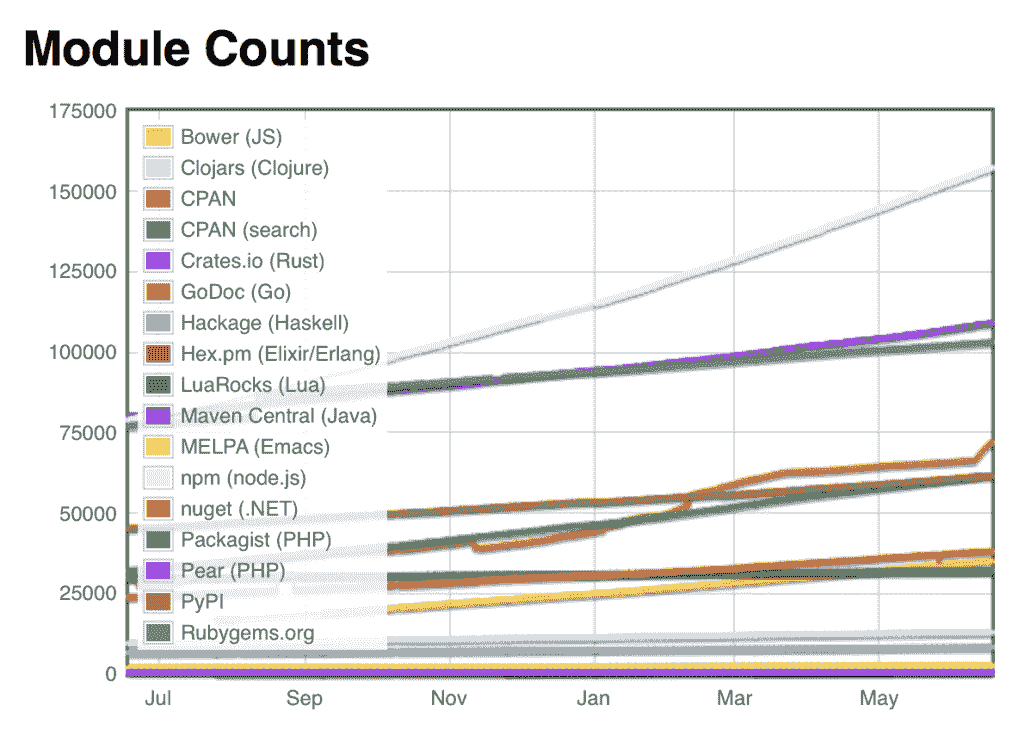 Module Counts
175000
150000
125000
100000
75000
50000
25000
0
Bower (JS)
Clojars (Clojure)
CPAN
CPAN (search)
Crates.io (Rust)
GoDoc (Go)
Hackage (Haskell)
Hex.pm (Elixir/Erlang)
LuaRocks (Lua)
Maven Central (Java)
MELPA (Emacs)
npm (node.js)
nuget (.NET)
Packagist (PHP)
Pear (PHP)
PyPI
Rubygems.org
Jul Sep Nov Jan Mar May